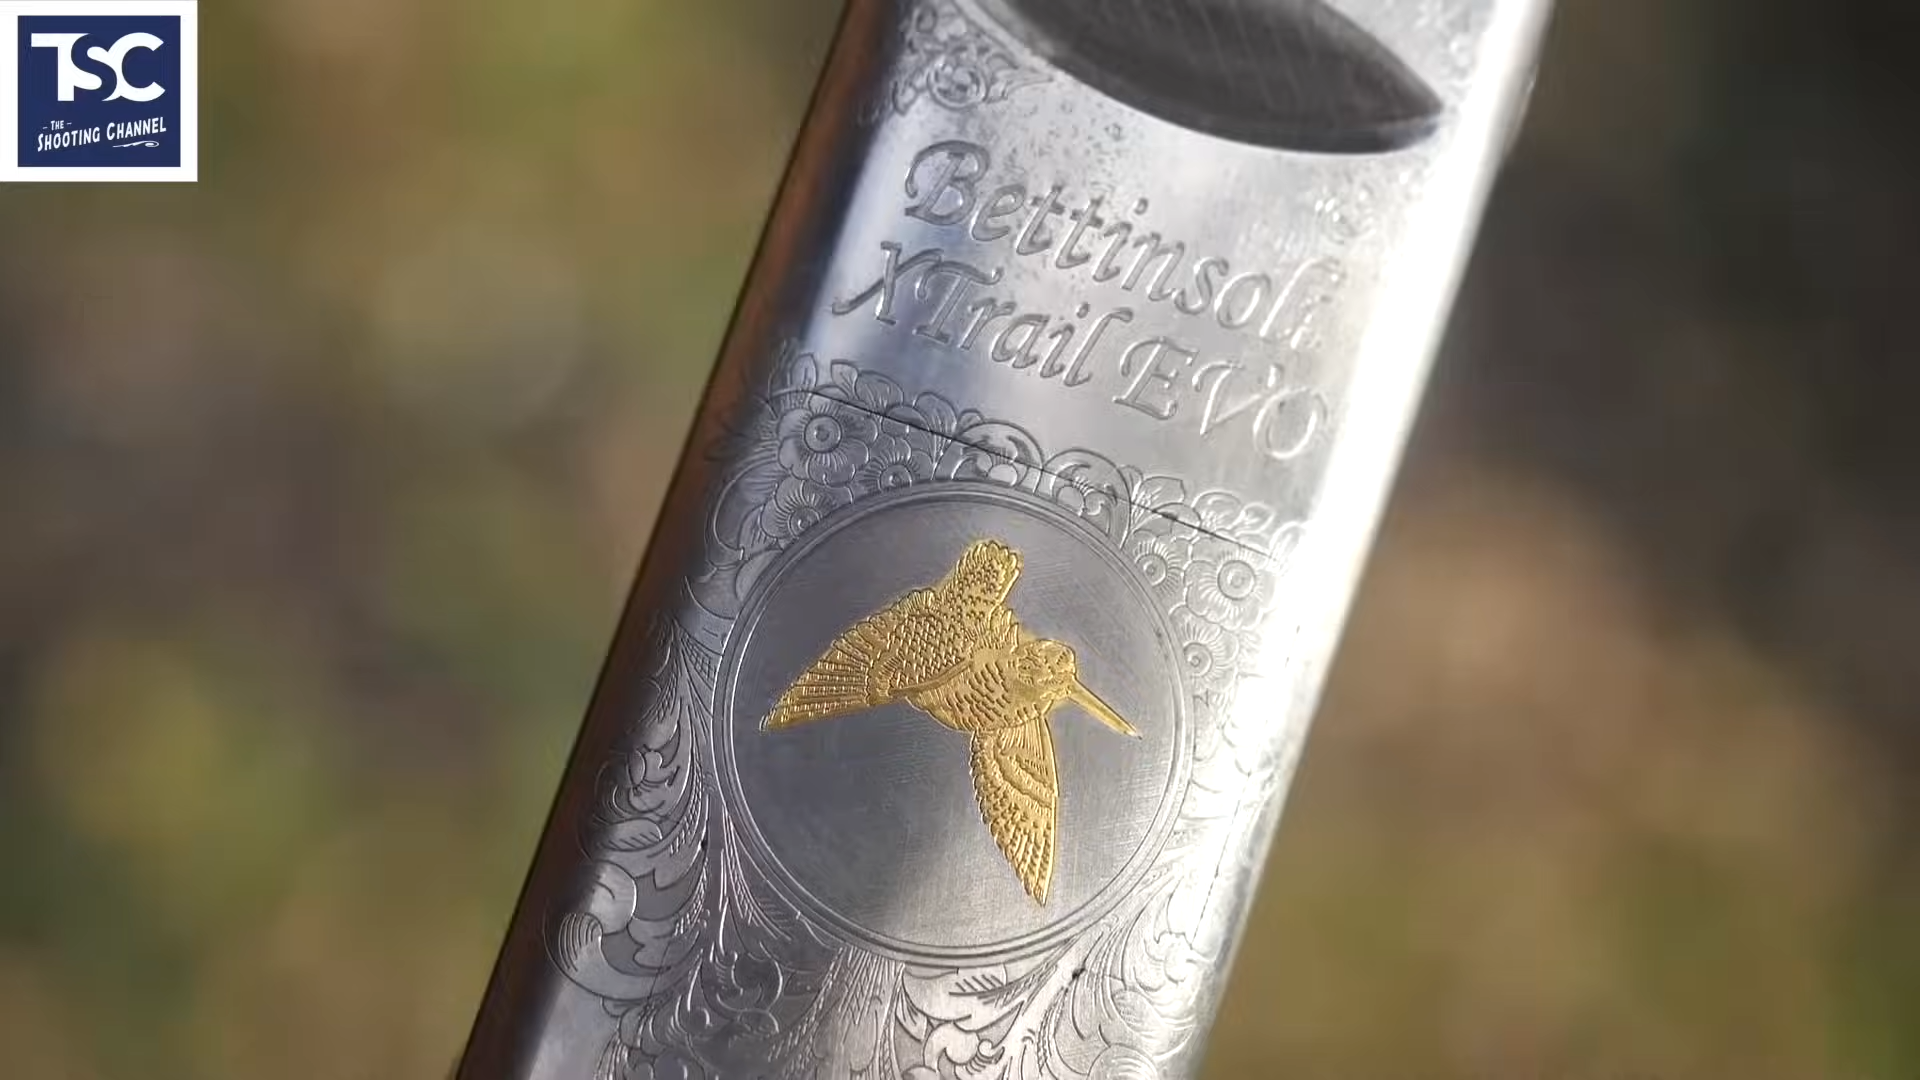 TSC
- THE -
SHOOTING CHANNEL
Bettinsoli
XTrail EVO